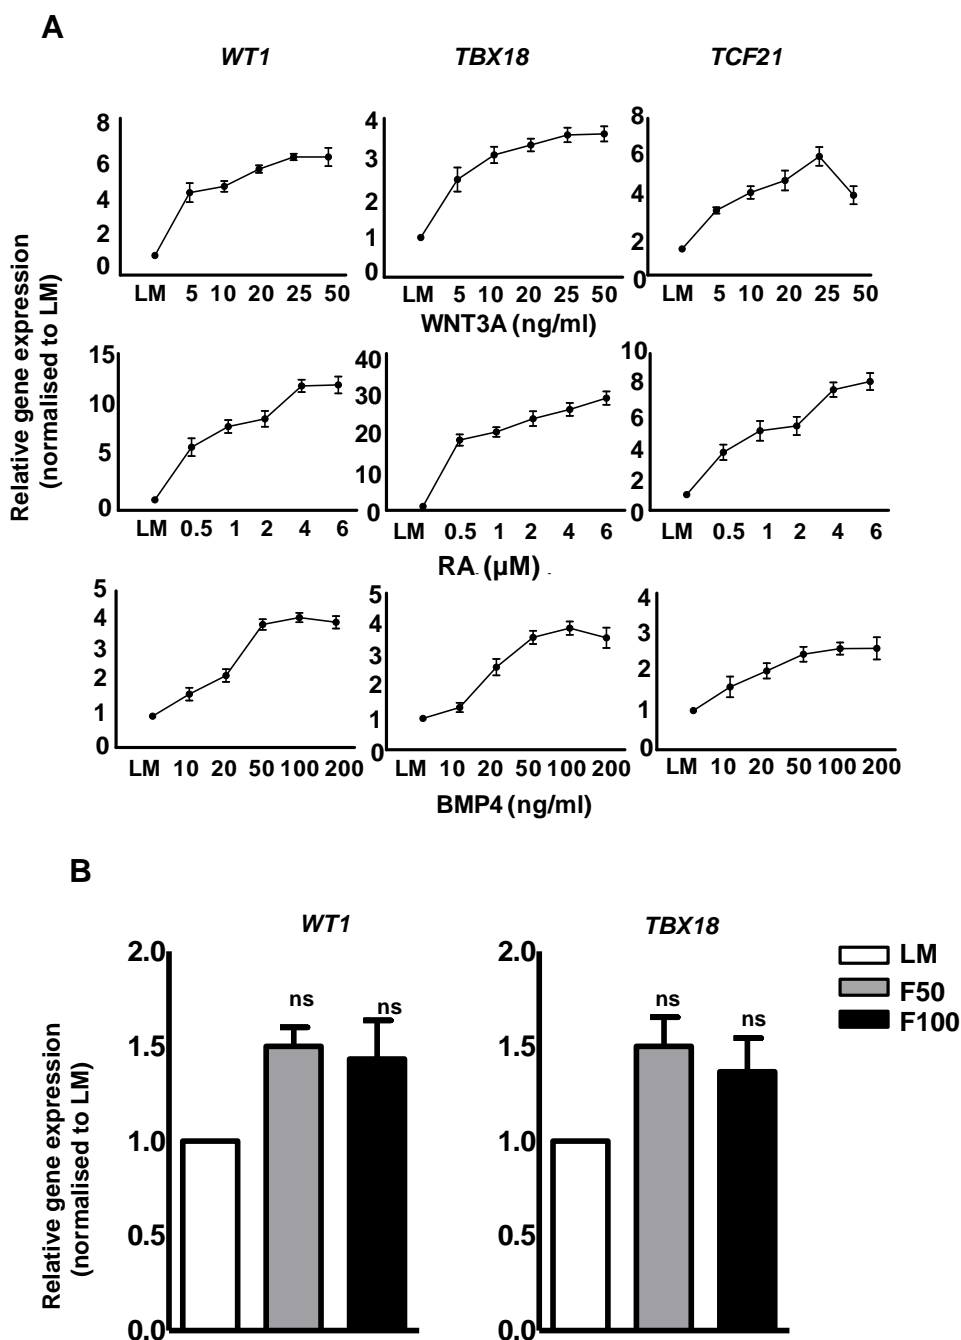 A
WT1 TBX18 TCF21
Relative gene expression
(normalised to LM)
8 6 4 2 0
LM 5 10 20 25 50
4 3 2 1 0
LM 5 10 20 25 50
8 6 4 2 0
LM 5 10 20 25 50
WNT3A (ng/ml)
15 10 5 0
LM 0.5 1 2 4 6
40 30 20 10 0
LM 0.5 1 2 4 6
10 8 6 4 2 0
LM 0.5 1 2 4 6
RA (µM)
5 4 3 2 1 0
LM 10 20 50 100 200
5 4 3 2 1 0
LM 10 20 50 100 200
4 3 2 1 0
LM 10 20 50 100 200
BMP4 (ng/ml)
B
Relative gene expression
(normalised to LM)
WT1
2.0 1.5 1.0 0.5 0.0
ns ns
TBX18
2.0 1.5 1.0 0.5 0.0
ns ns
LM
F50
F100